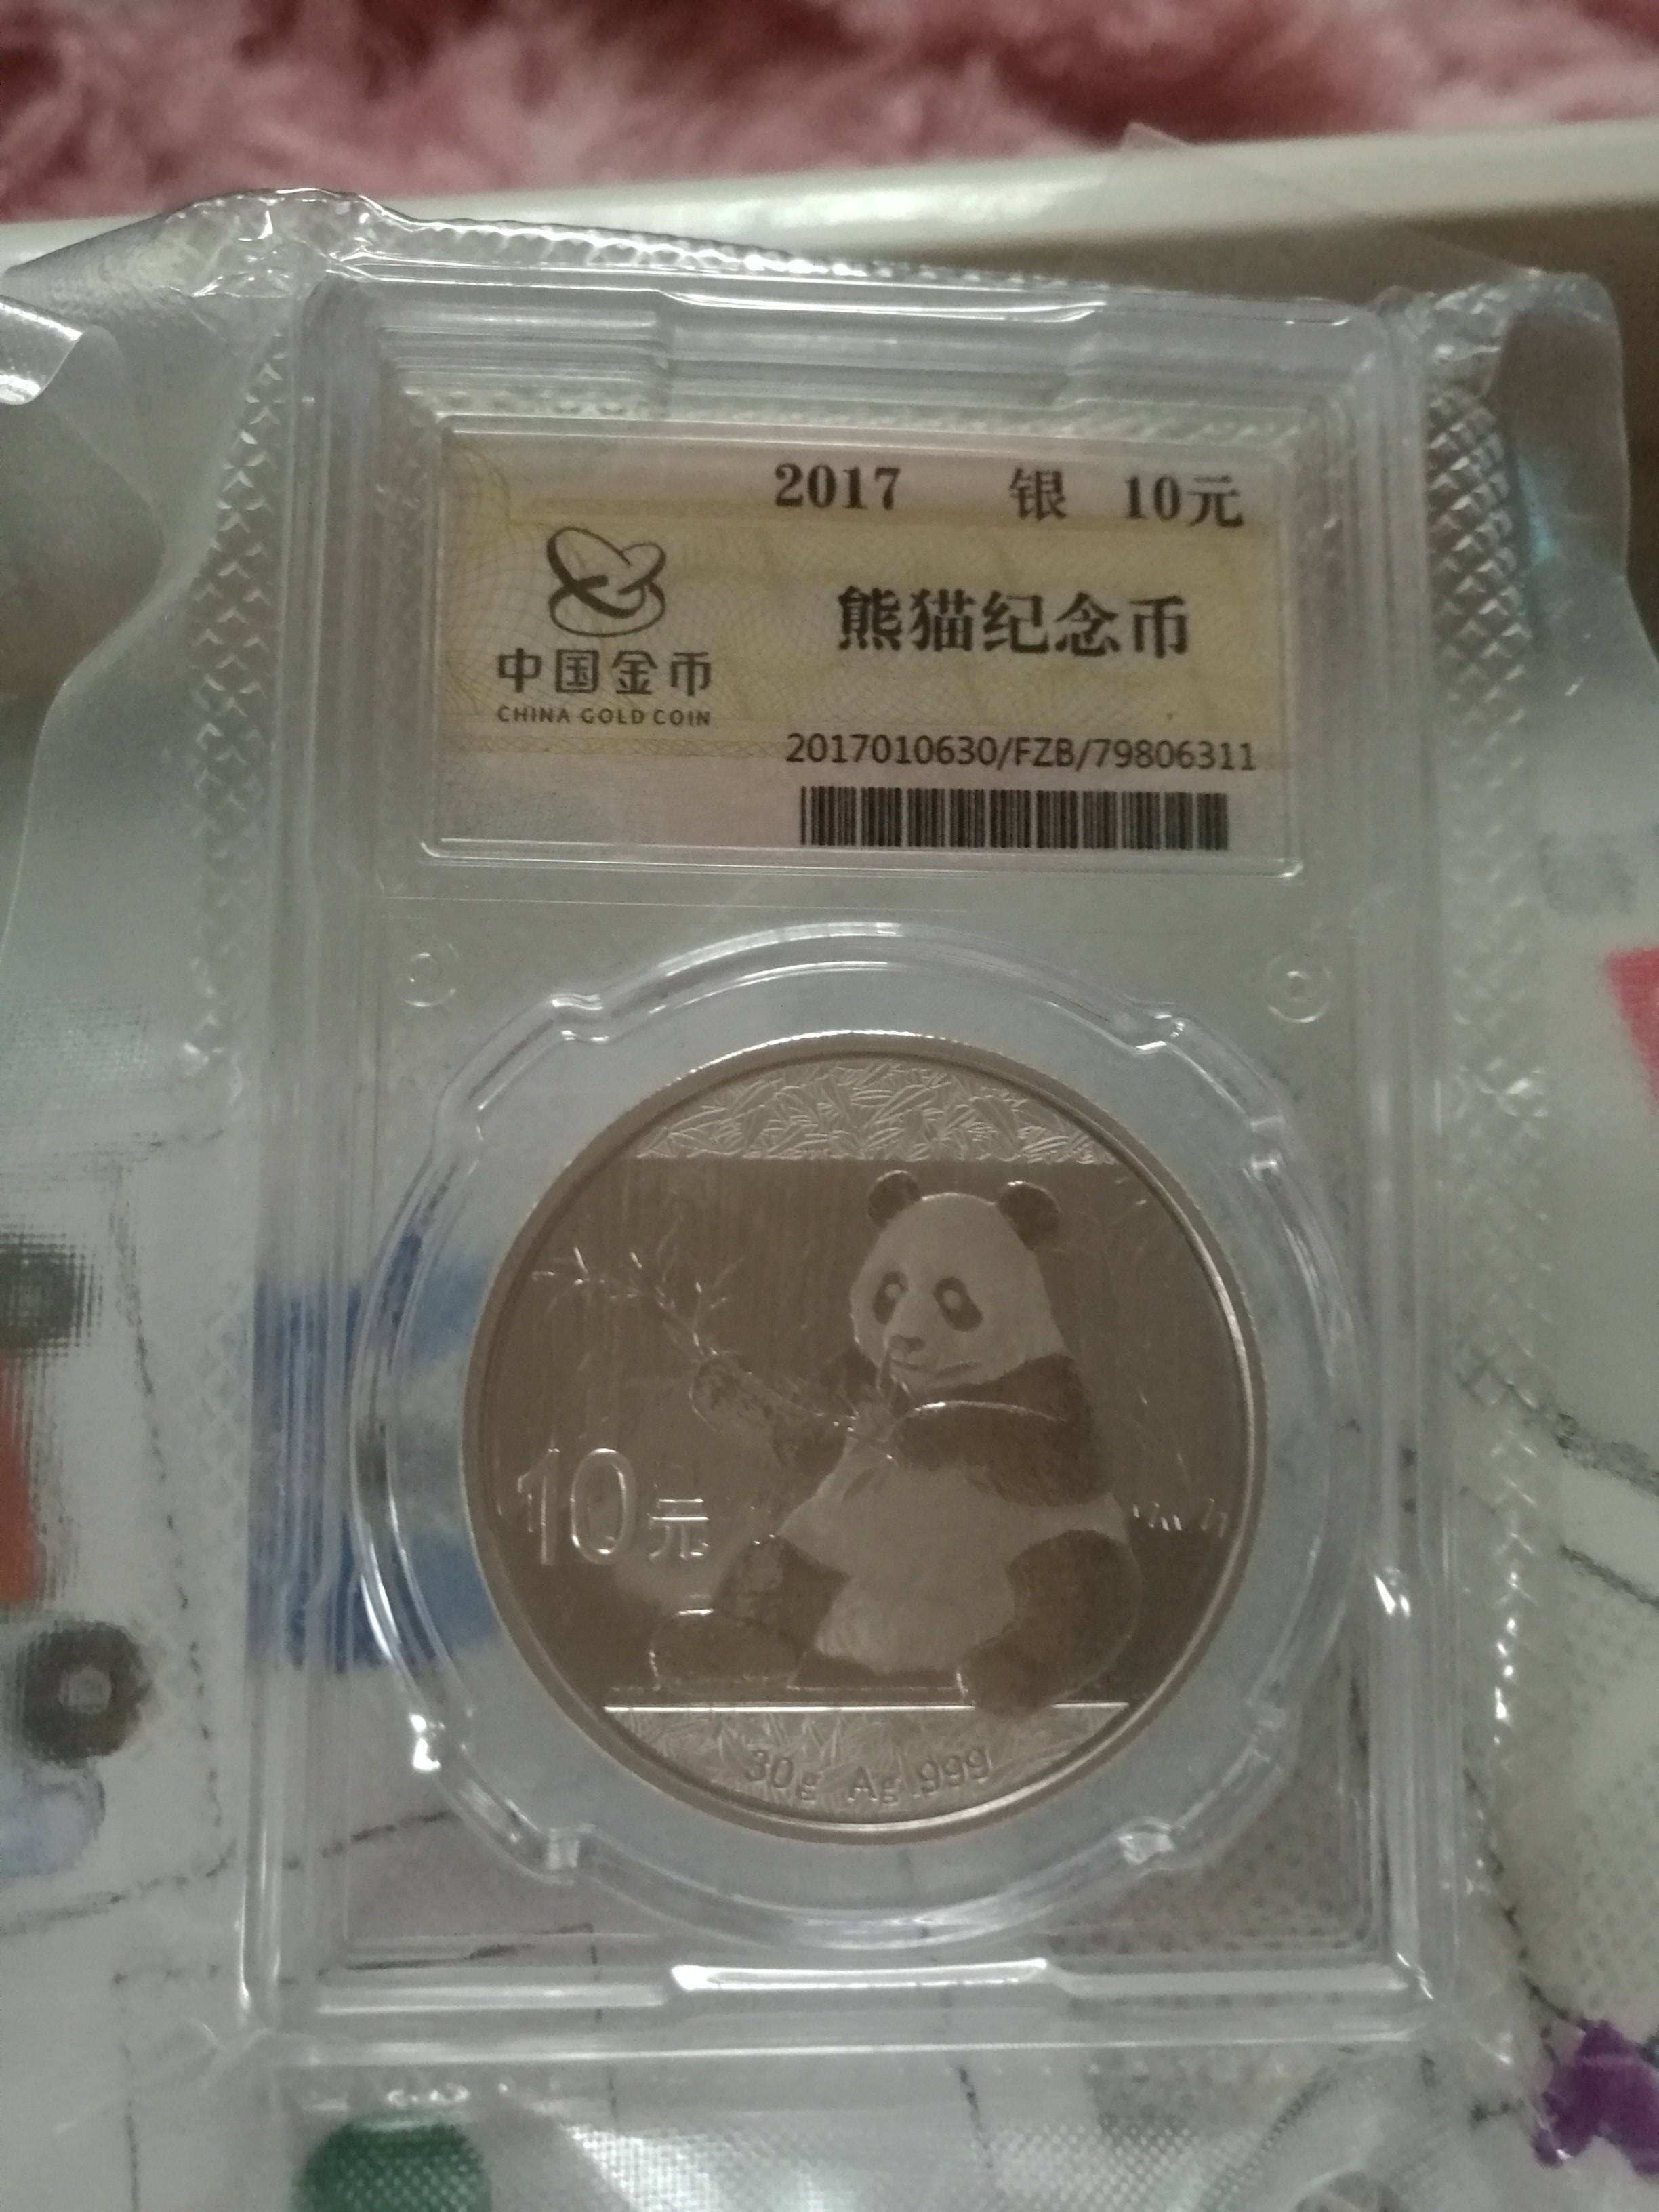 2017 银 10元
中国金币
CHINA GOLD COIN
熊猫纪念币
2017010630/FZB/79806311
10元
30g Ag .999